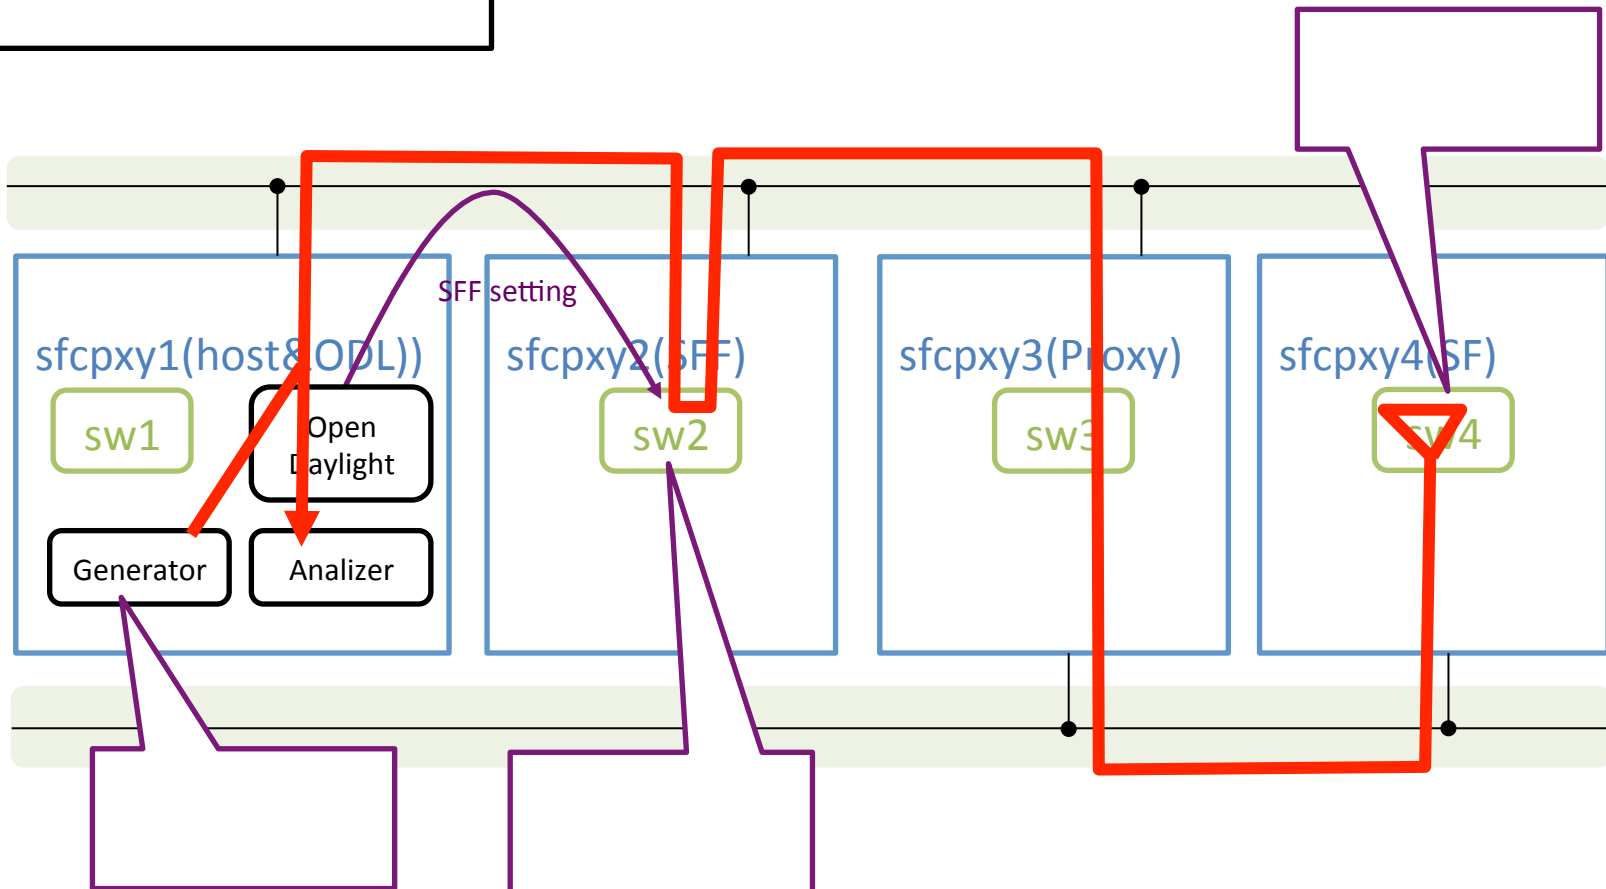 SFF setting
sfcpxy1(host&ODL))
sfcpxy2(SFF)
sfcpxy3(Proxy)
sfcpxy4(SF)
sw1
Open
Daylight
sw2
sw3
sw4
Generator
Analizer